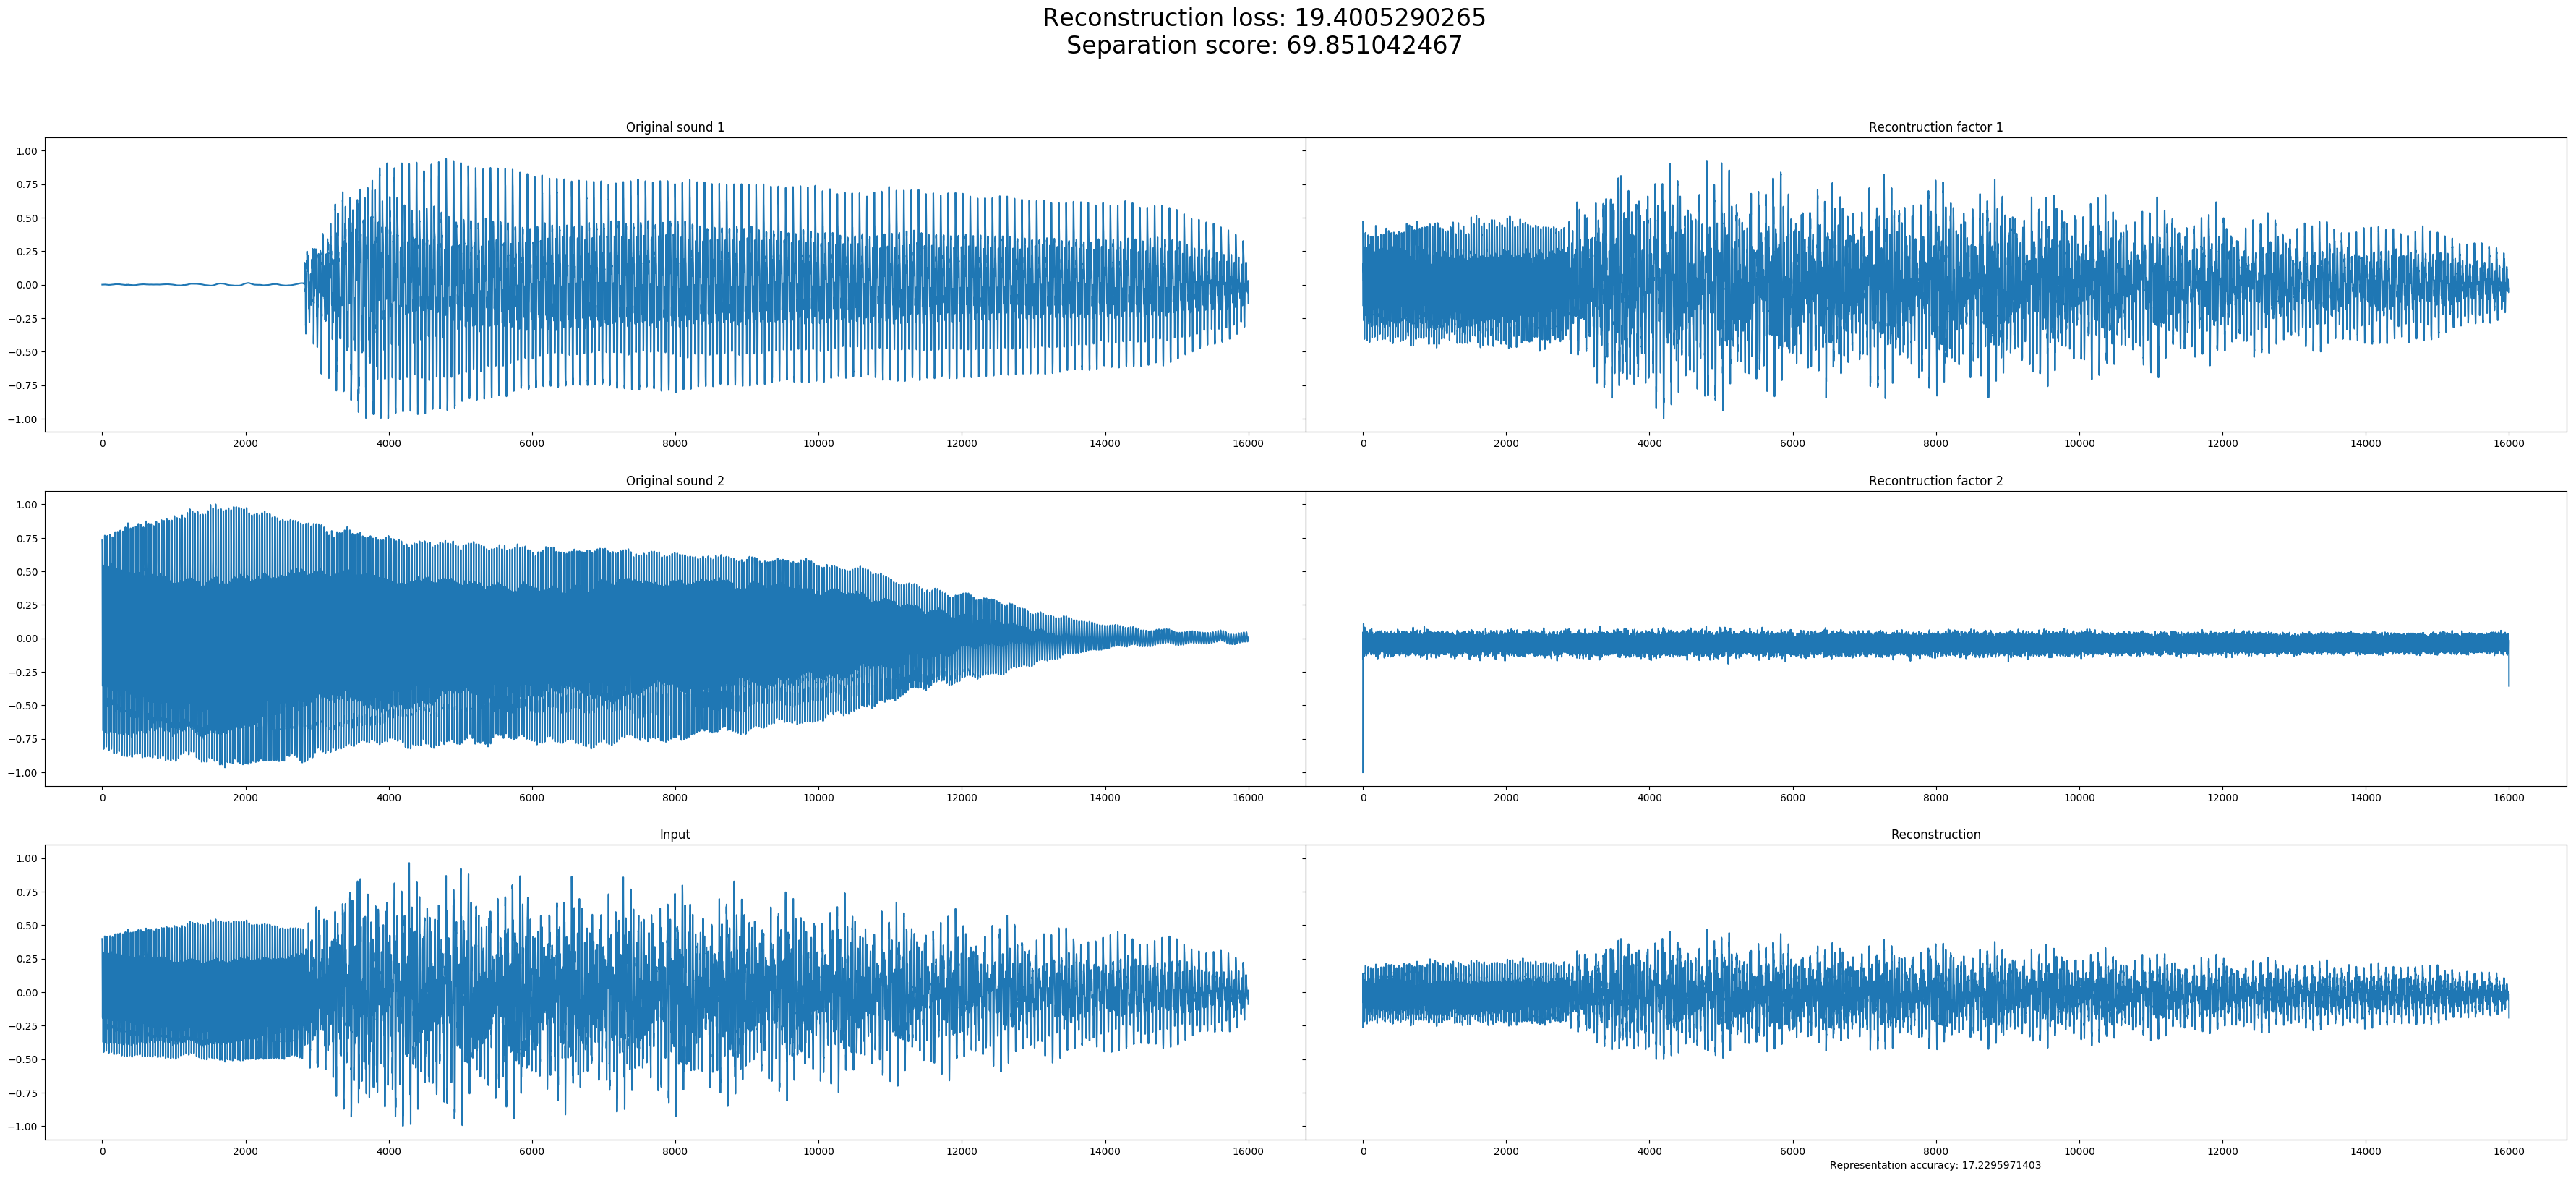 Reconstruction loss: 19.4005290265
Separation score: 69.851042467
Original sound 1
Recontruction factor 1
1.00
0.75
0.50
0.25
0.00
−0.25
−0.50
−0.75
−1.00
0 2000 4000 6000 8000 10000 12000 14000 16000
0 2000 4000 6000 8000 10000 12000 14000 16000
Original sound 2
Recontruction factor 2
1.00
0.75
0.50
0.25
0.00
−0.25
−0.50
−0.75
−1.00
0 2000 4000 6000 8000 10000 12000 14000 16000
0 2000 4000 6000 8000 10000 12000 14000 16000
Input
Reconstruction
1.00
0.75
0.50
0.25
0.00
−0.25
−0.50
−0.75
−1.00
0 2000 4000 6000 8000 10000 12000 14000 16000
0 2000 4000 6000 8000 10000 12000 14000 16000
Representation accuracy: 17.2295971403